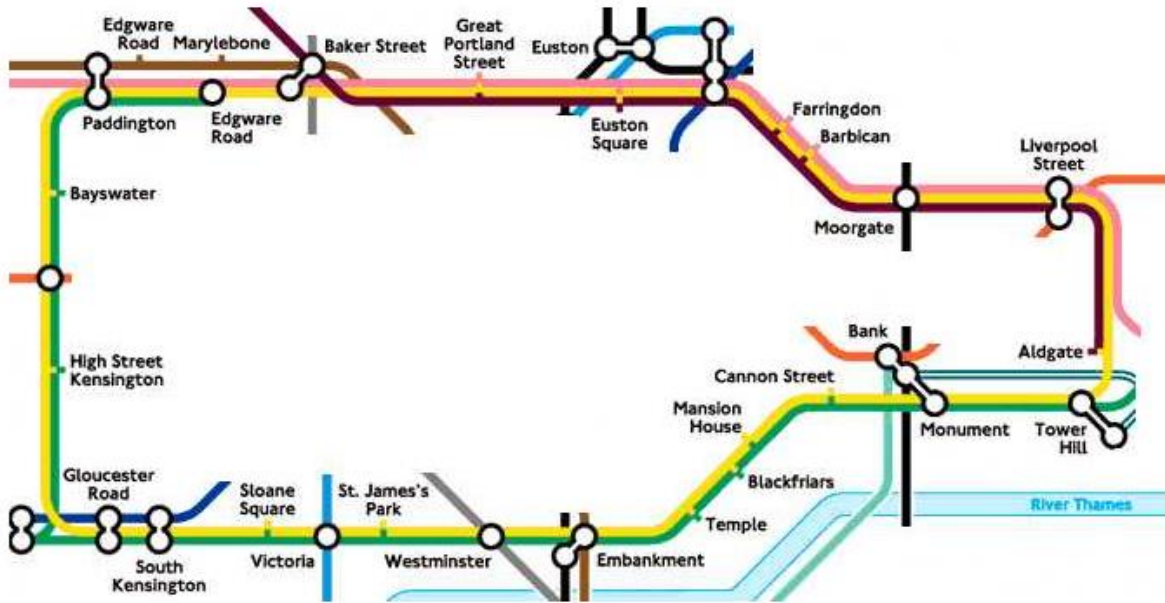 Edgware
Road
Marylebone
Baker Street
Great
Portland
Street
Euston
Paddington
Edgware
Road
Euston
Square
Farringdon
Barbican
Liverpool
Street
Moorgate
Bayswater
High Street
Kensington
Bank
Aldgate
Cannon Street
Mansion
House
Monument
Tower
Hill
Blackfriars
Temple
River Thames
Gloucester
Road
Sloane
Square
St. James's
Park
South
Kensington
Victoria
Westminster
Embankment